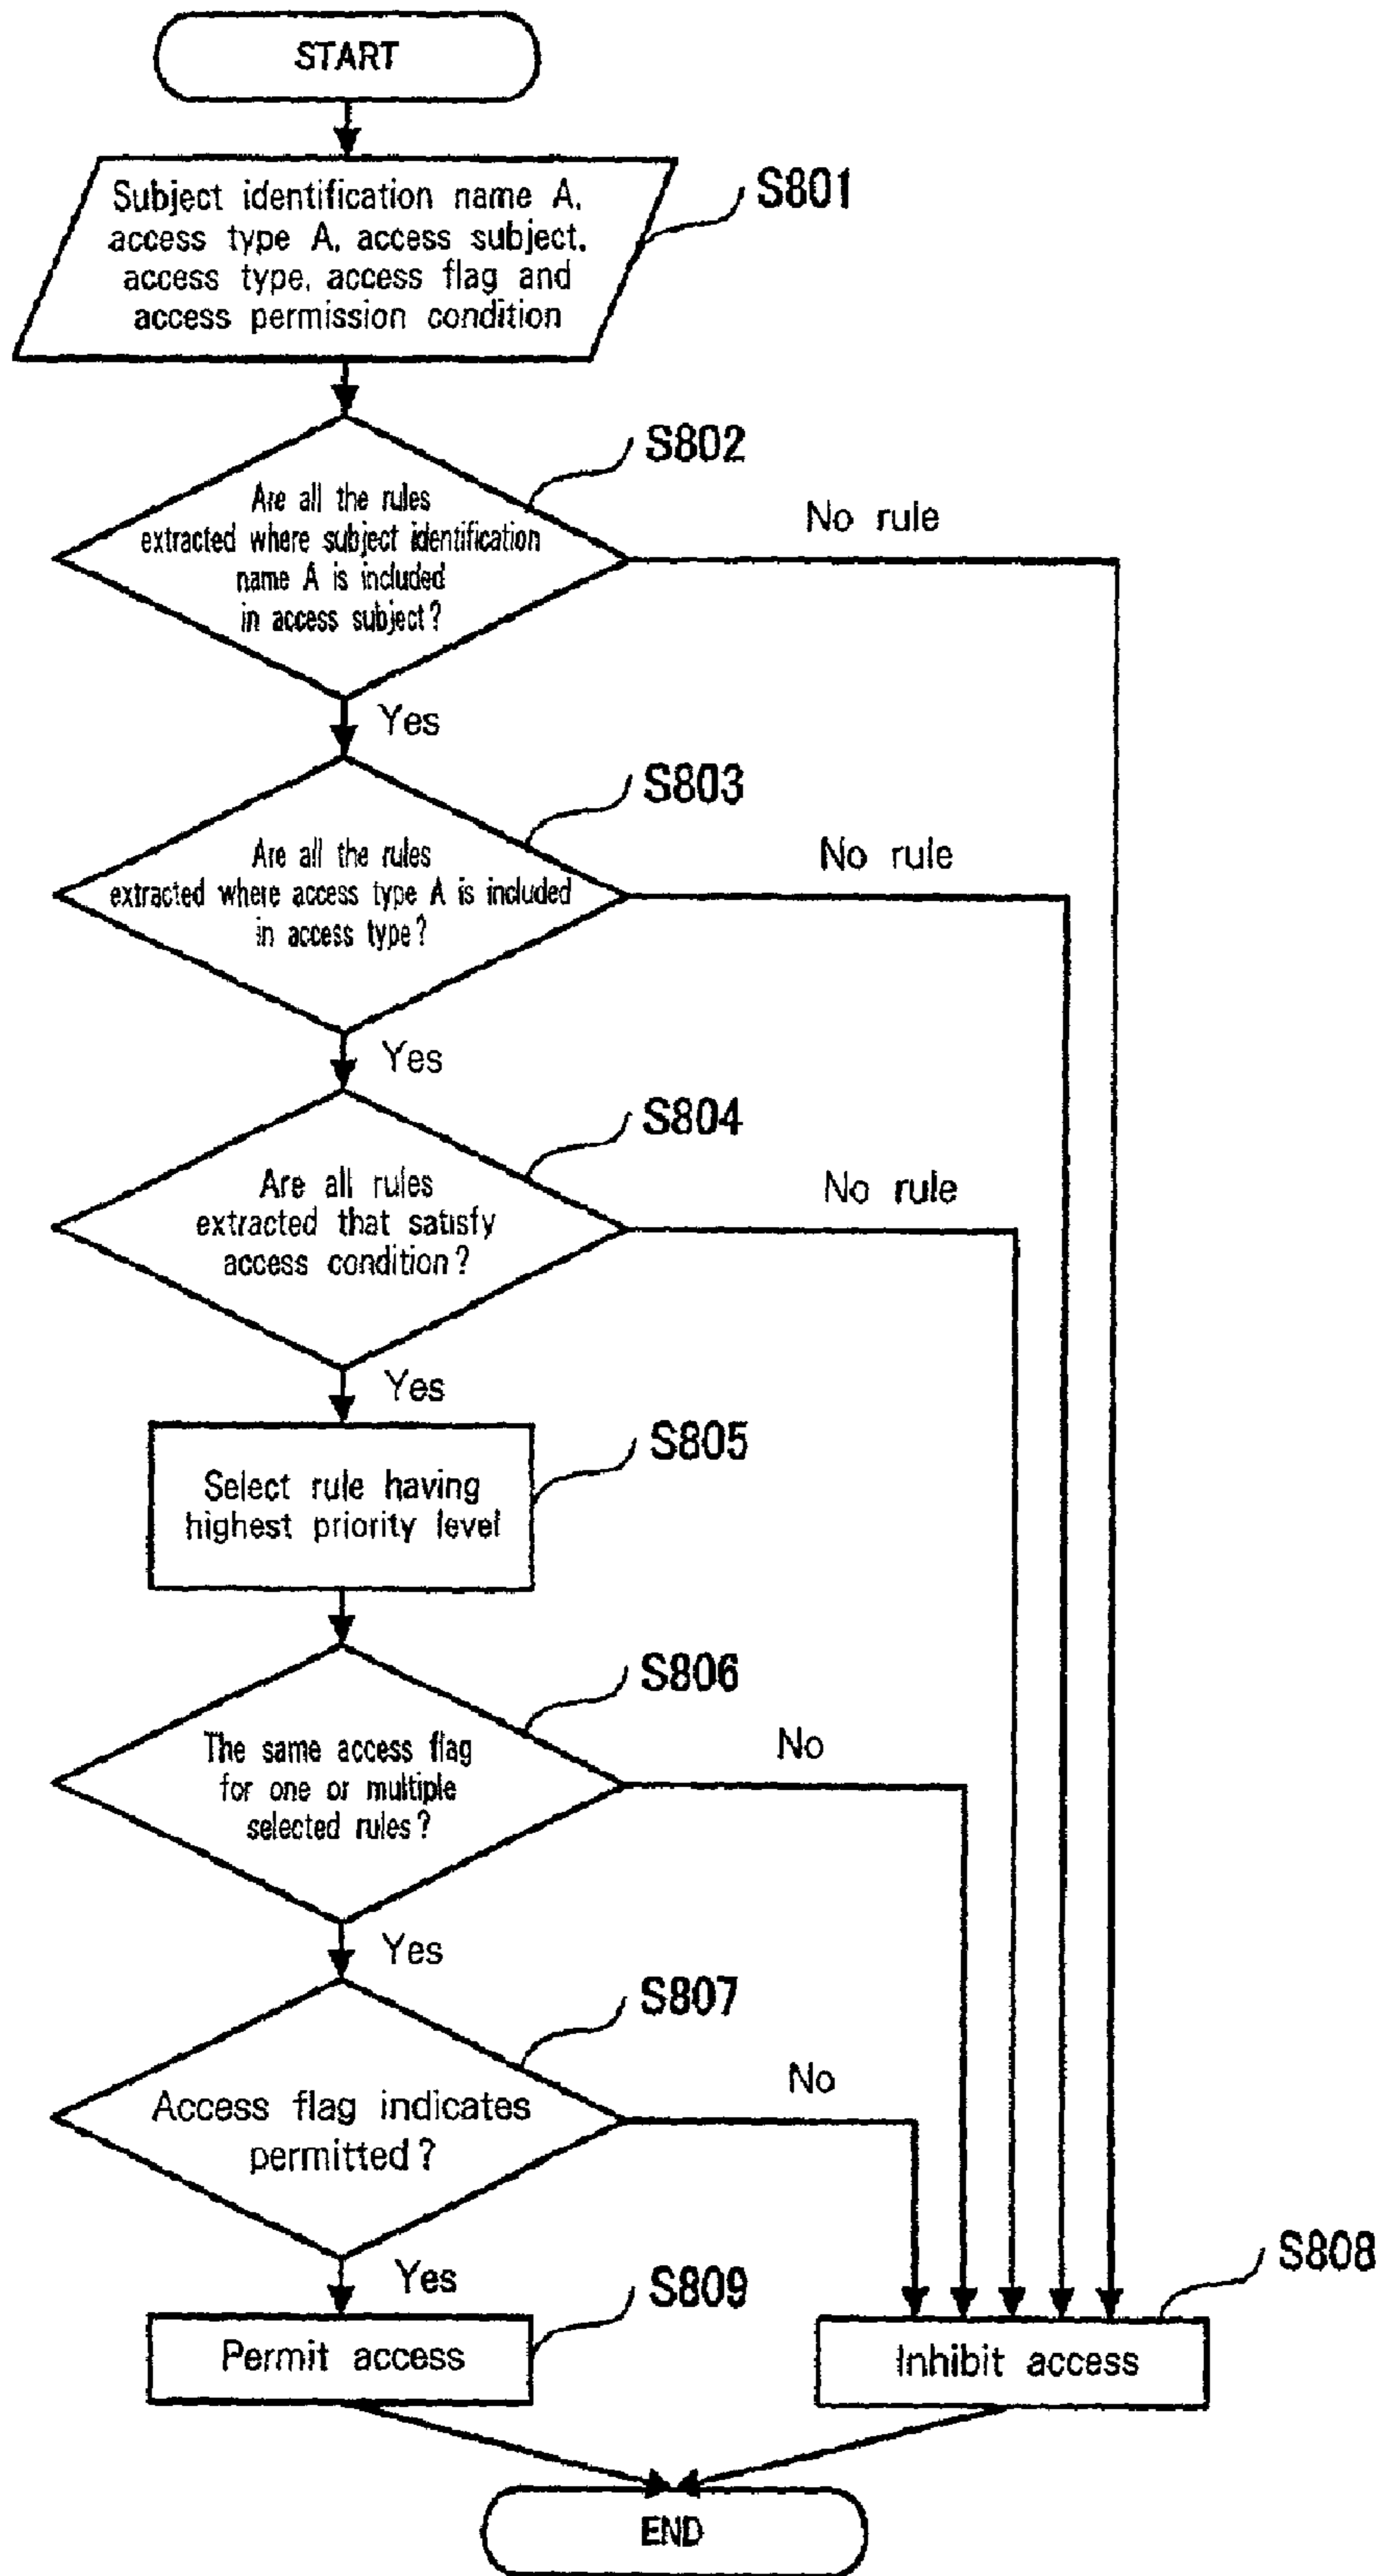 START
Subject identification name A,
access type A, access subject,
access type, access flag and
access permission condition
S801
S802
Are all the rules
extracted where subject identification
name A is included
in access subject?
No rule
Yes
S803
Are all the rules
extracted where access type A is included
in access type?
No rule
Yes
S804
Are all rules
extracted that satisfy
access condition?
No rule
Yes
S805
Select rule having
highest priority level
S806
The same access flag
for one or multiple
selected rules?
No
Yes
S807
Access flag indicates
permitted?
No
Yes
S809
Permit access
S808
Inhibit access
END